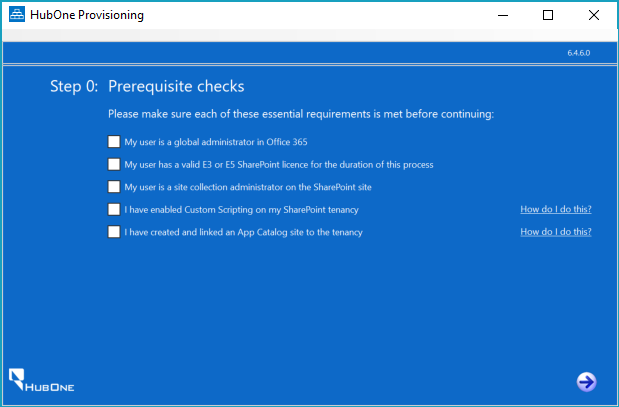 HubOne Provisioning
6.4.6.0
Step 0: Prerequisite checks
Please make sure each of these essential requirements is met before continuing:
My user is a global administrator in Office 365
My user has a valid E3 or E5 SharePoint licence for the duration of this process
My user is a site collection administrator on the SharePoint site
I have enabled Custom Scripting on my SharePoint tenancy How do I do this?
I have created and linked an App Catalog site to the tenancy How do I do this?
HUBONE